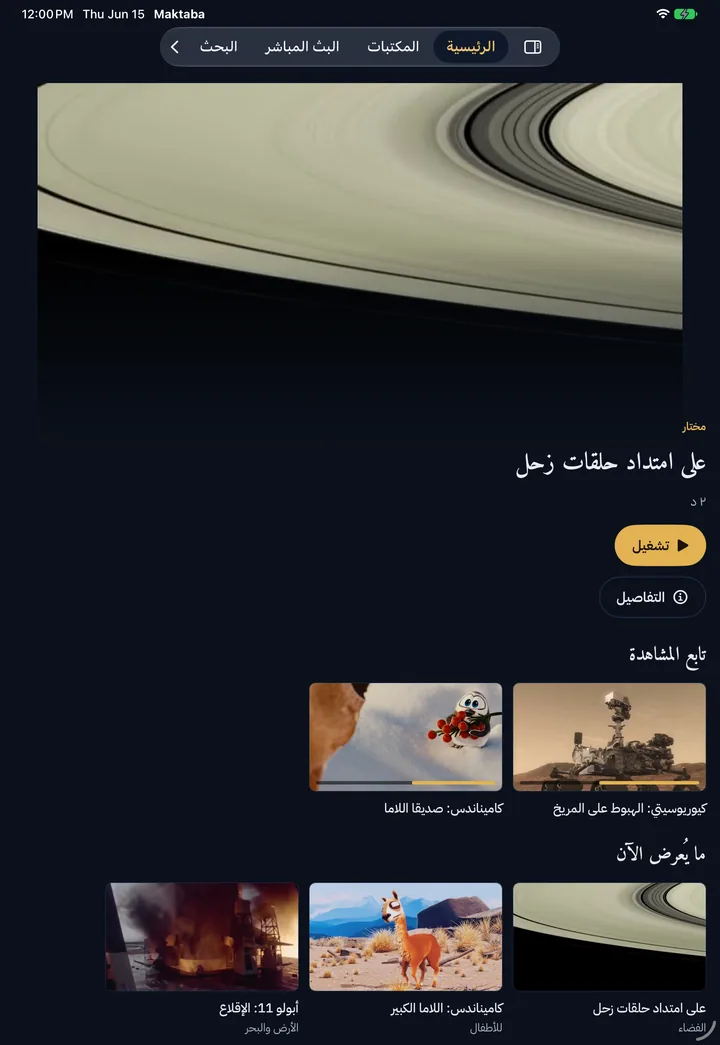 12:00 PM Thu Jun 15 Maktaba
الرئيسية المكتبات البث المباشر البحث
مختار
على امتداد حلقات زحل
٢ د
تشغيل
التفاصيل
تابع المشاهدة
كيوريوسيتي: الهبوط على المريخ
كاميناندس: صديقا اللاما
ما يُعرض الآن
على امتداد حلقات زحل
الفضاء
كاميناندس: اللاما الكبير
للأطفال
أبولو 11: الإقلاع
الأرض والبحر